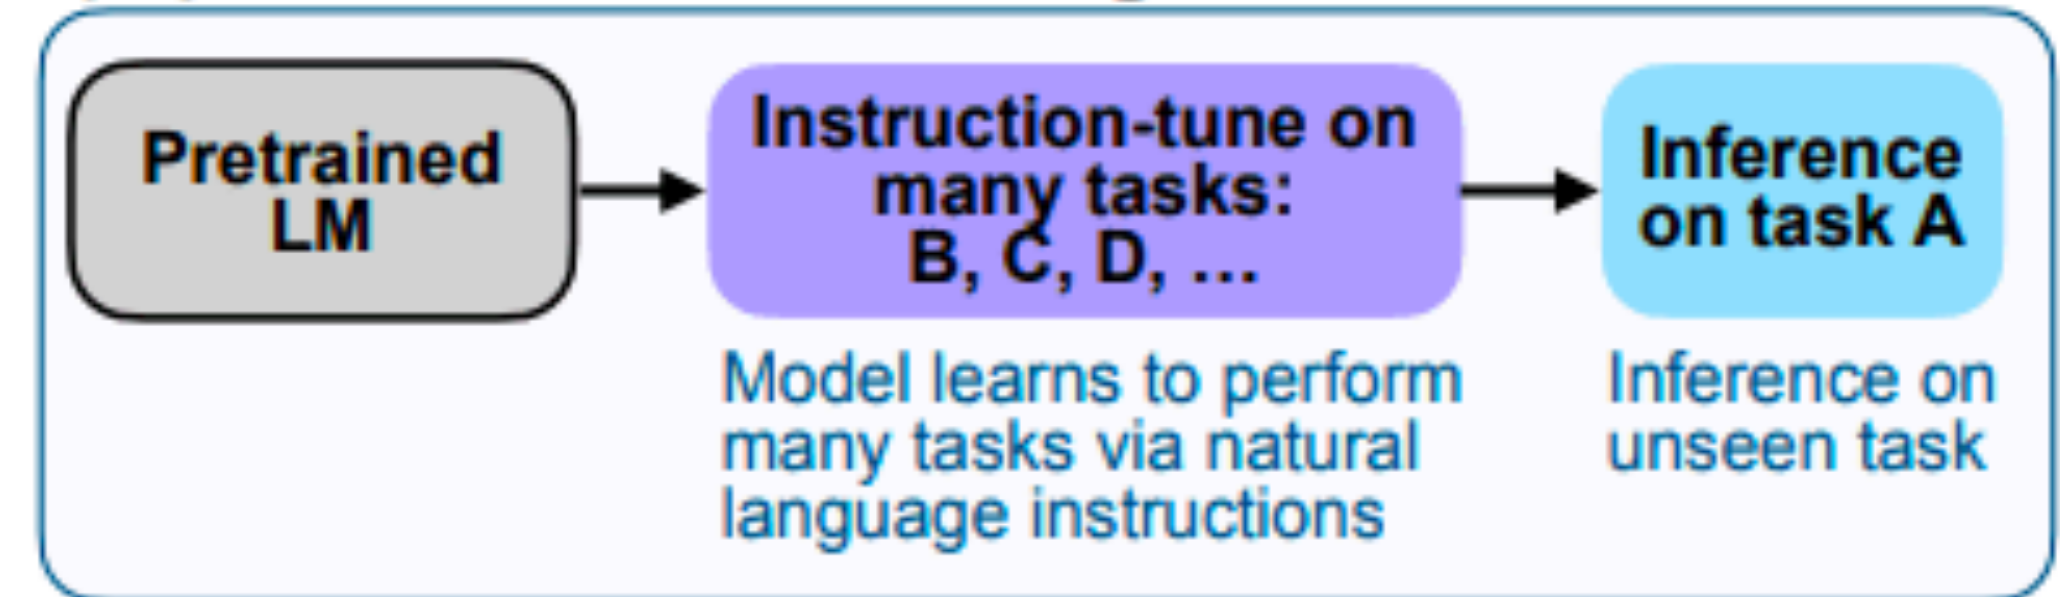 Pretrained
LM
Instruction-tune on
many tasks:
B, C, D, ...
Inference
on task A
Model learns to perform
many tasks via natural
language instructions
Inference on
unseen task